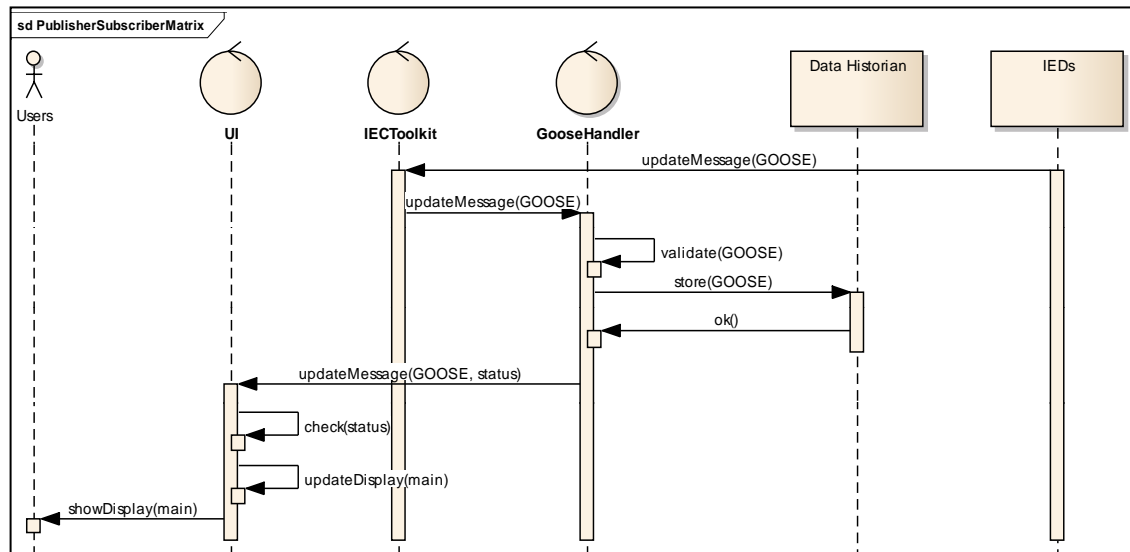 sd PublisherSubscriberMatrix
Users
UI
IECToolkit
GooseHandler
Data Historian
IEDs
updateMessage(GOOSE)
updateMessage(GOOSE)
validate(GOOSE)
store(GOOSE)
ok()
updateMessage(GOOSE, status)
check(status)
updateDisplay(main)
showDisplay(main)